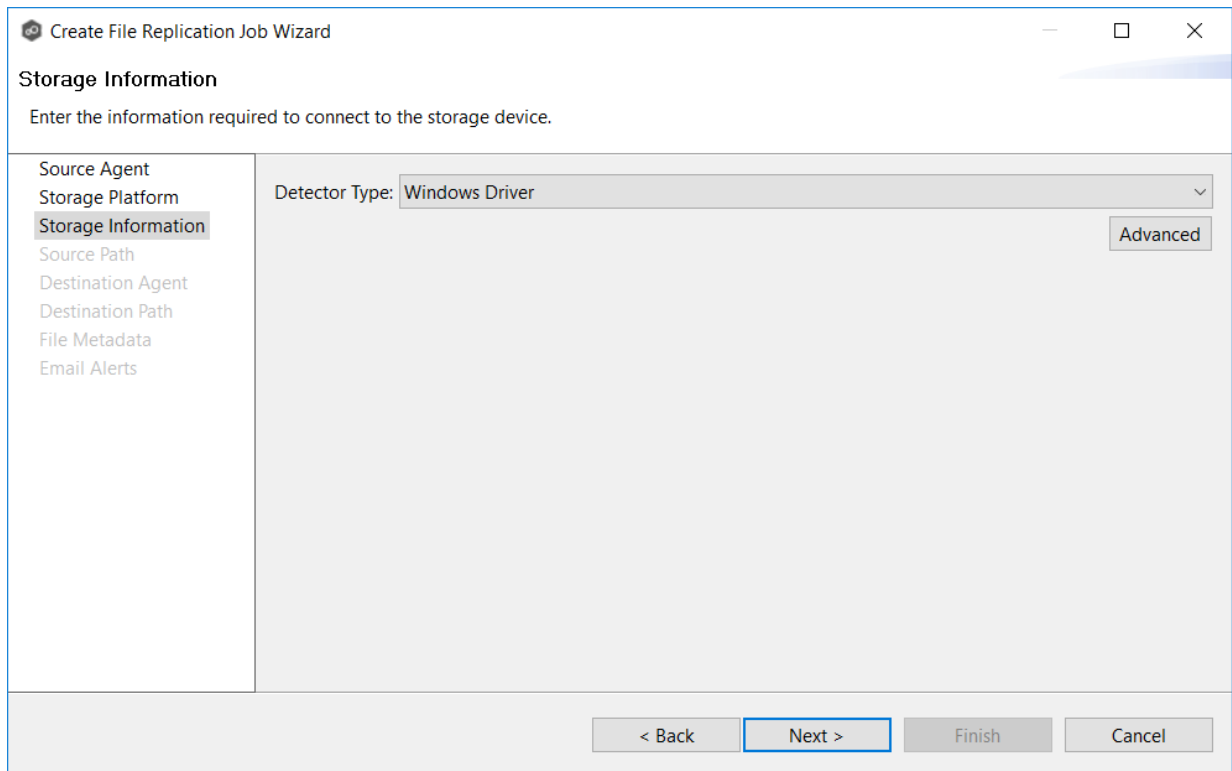 Create File Replication Job Wizard
Storage Information
Enter the information required to connect to the storage device.
Source Agent
Storage Platform
Storage Information
Source Path
Destination Agent
Destination Path
File Metadata
Email Alerts
Detector Type: Windows Driver
Advanced
< Back Next > Finish Cancel